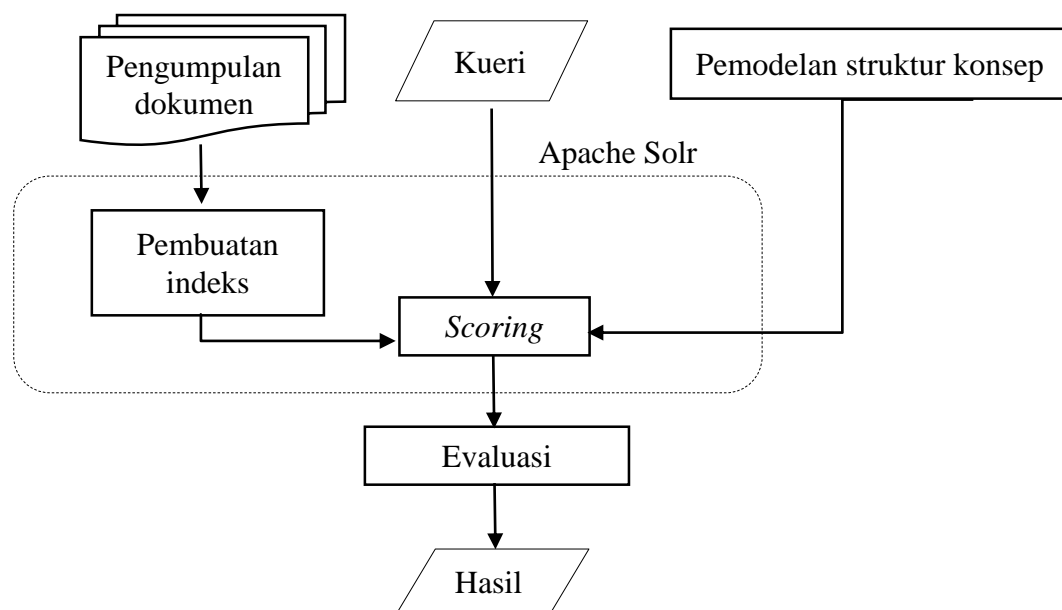 Pengumpulan
dokumen
Kueri
Pemodelan struktur konsep
Apache Solr
Pembuatan
indeks
Scoring
Evaluasi
Hasil